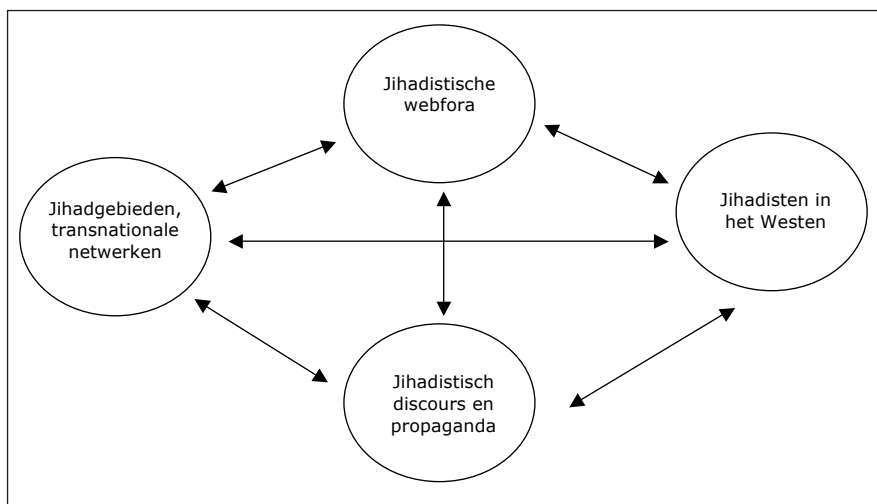 Jihadistische
webfora
Jihadgebieden,
transnationale
netwerken
Jihadisten in
het Westen
Jihadistisch
discours en
propaganda